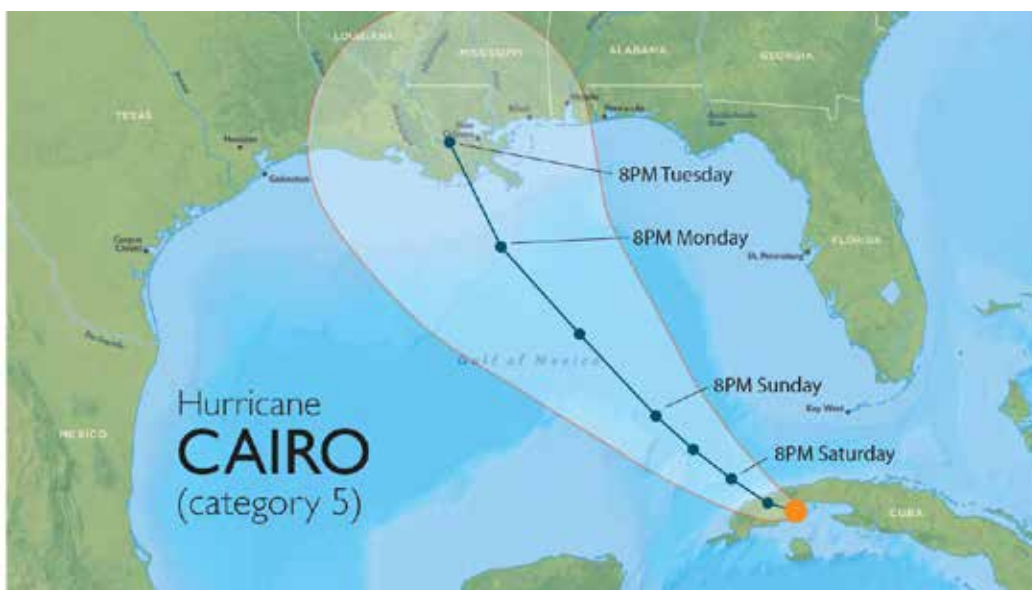 LOUISIANA
MISSISSIPPI
ALABAMA
GEORGIA
TEXAS
Houston
Galveston
8PM Tuesday
8PM Monday
FLORIDA
St. Petersburg
Corpus
Christi
Gulf of Mexico
8PM Sunday
Key West
Hurricane
CAIRO
(category 5)
MEXICO
8PM Saturday
CUBA